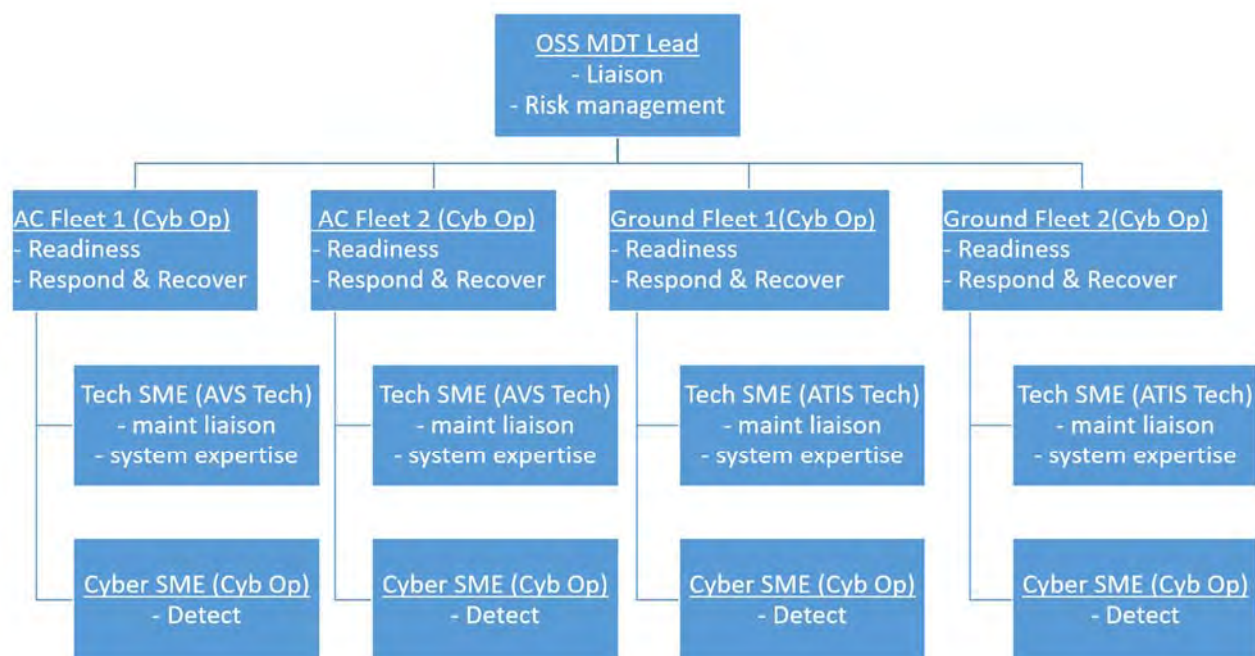 OSS MDT Lead
- Liaison
- Risk management
AC Fleet 1 (Cyb Op)
- Readiness
- Respond & Recover
AC Fleet 2 (Cyb Op)
- Readiness
- Respond & Recover
Ground Fleet 1(Cyb Op)
- Readiness
- Respond & Recover
Ground Fleet 2(Cyb Op)
- Readiness
- Respond & Recover
Tech SME (AVS Tech)
- maint liaison
- system expertise
Tech SME (AVS Tech)
- maint liaison
- system expertise
Tech SME (ATIS Tech)
- maint liaison
- system expertise
Tech SME (ATIS Tech)
- maint liaison
- system expertise
Cyber SME (Cyb Op)
- Detect
Cyber SME (Cyb Op)
- Detect
Cyber SME (Cyb Op)
- Detect
Cyber SME (Cyb Op)
- Detect